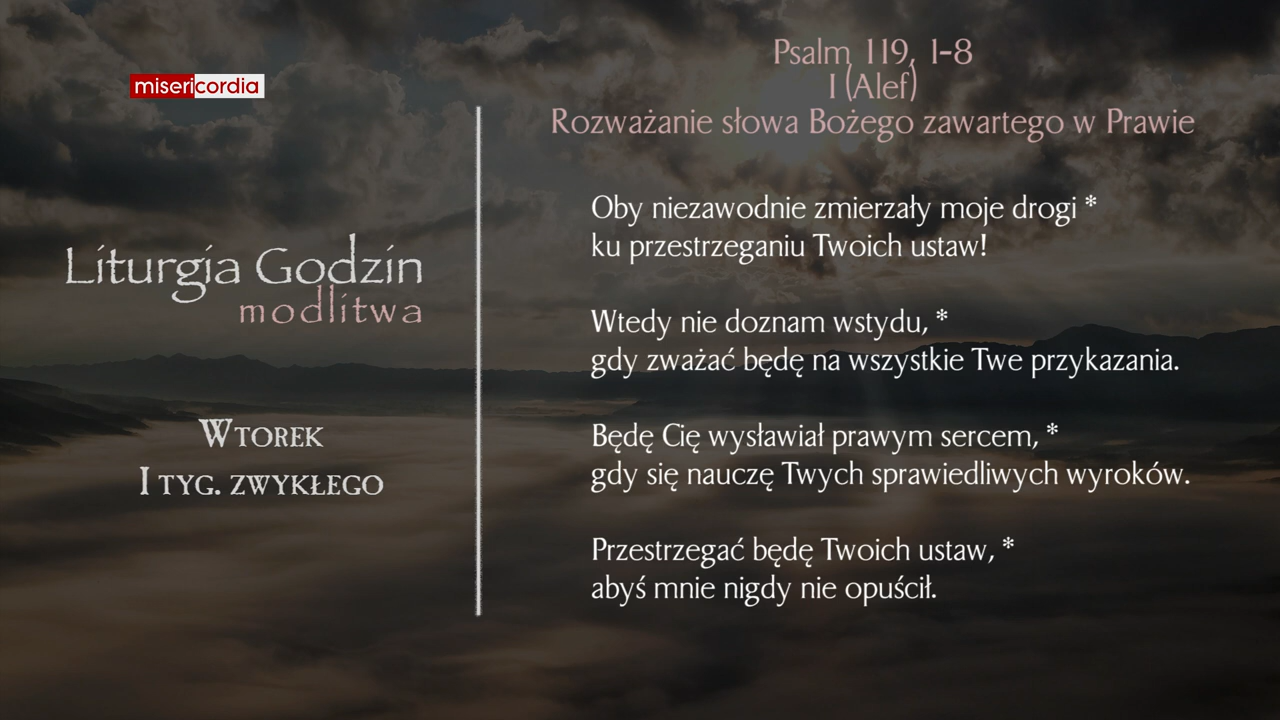 misericordia
Liturgia Godzin
modlitwa
Wtorek
I tyg. zwykłego
Psalm 119, 1-8
I (Alef)
Rozważanie słowa Bożego zawartego w Prawie
Oby niezawodnie zmierzały moje drogi *
ku przestrzeganiu Twoich ustaw!
Wtedy nie doznam wstydu, *
gdy zważać będę na wszystkie Twe przykazania.
Będę Cię wysławiał prawym sercem, *
gdy się nauczę Twych sprawiedliwych wyroków.
Przestrzegać będę Twoich ustaw, *
abyś mnie nigdy nie opuścił.